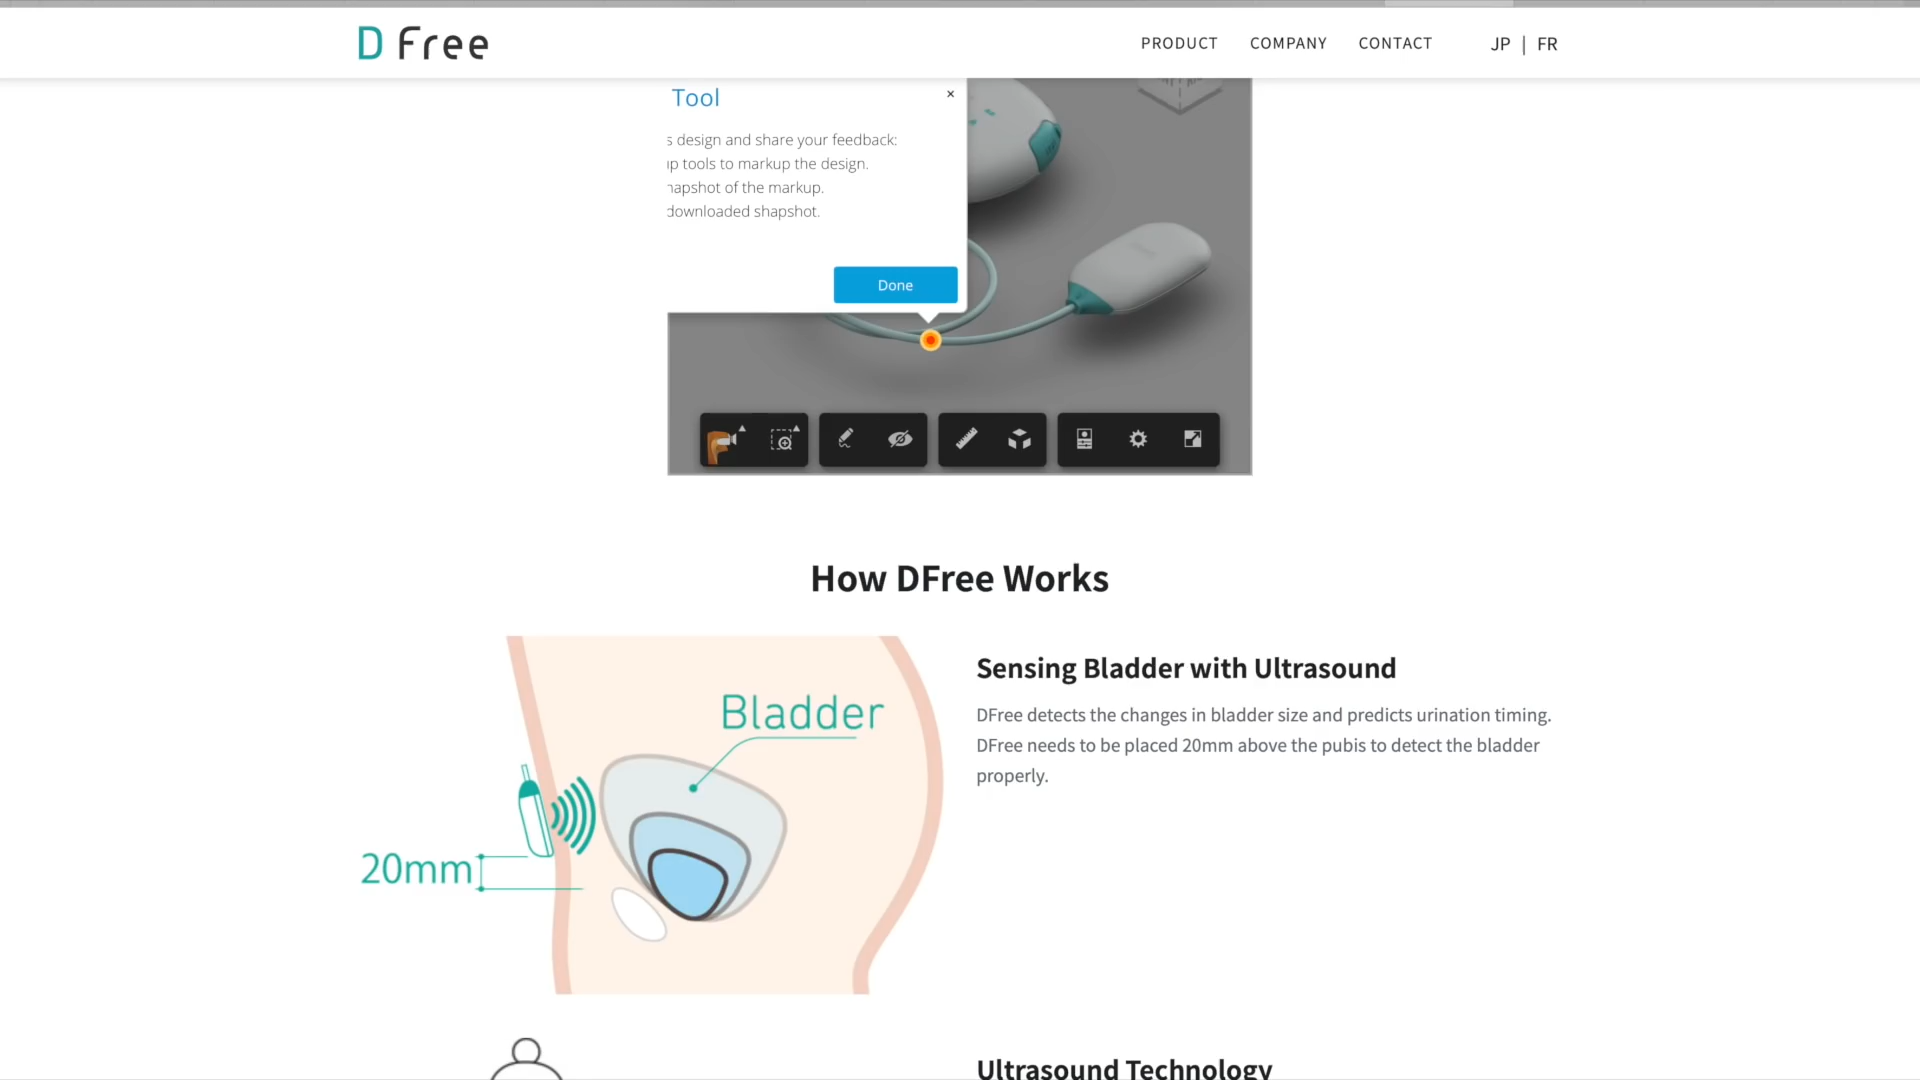 D Free
PRODUCT
COMPANY
CONTACT
JP | FR
Tool
×
s design and share your feedback:
up tools to markup the design.
napshot of the markup.
downloaded shapshot.
Done
How DFree Works
Bladder
20mm
Sensing Bladder with Ultrasound
DFree detects the changes in bladder size and predicts urination timing.
DFree needs to be placed 20mm above the pubis to detect the bladder
properly.
Ultrasound Technology